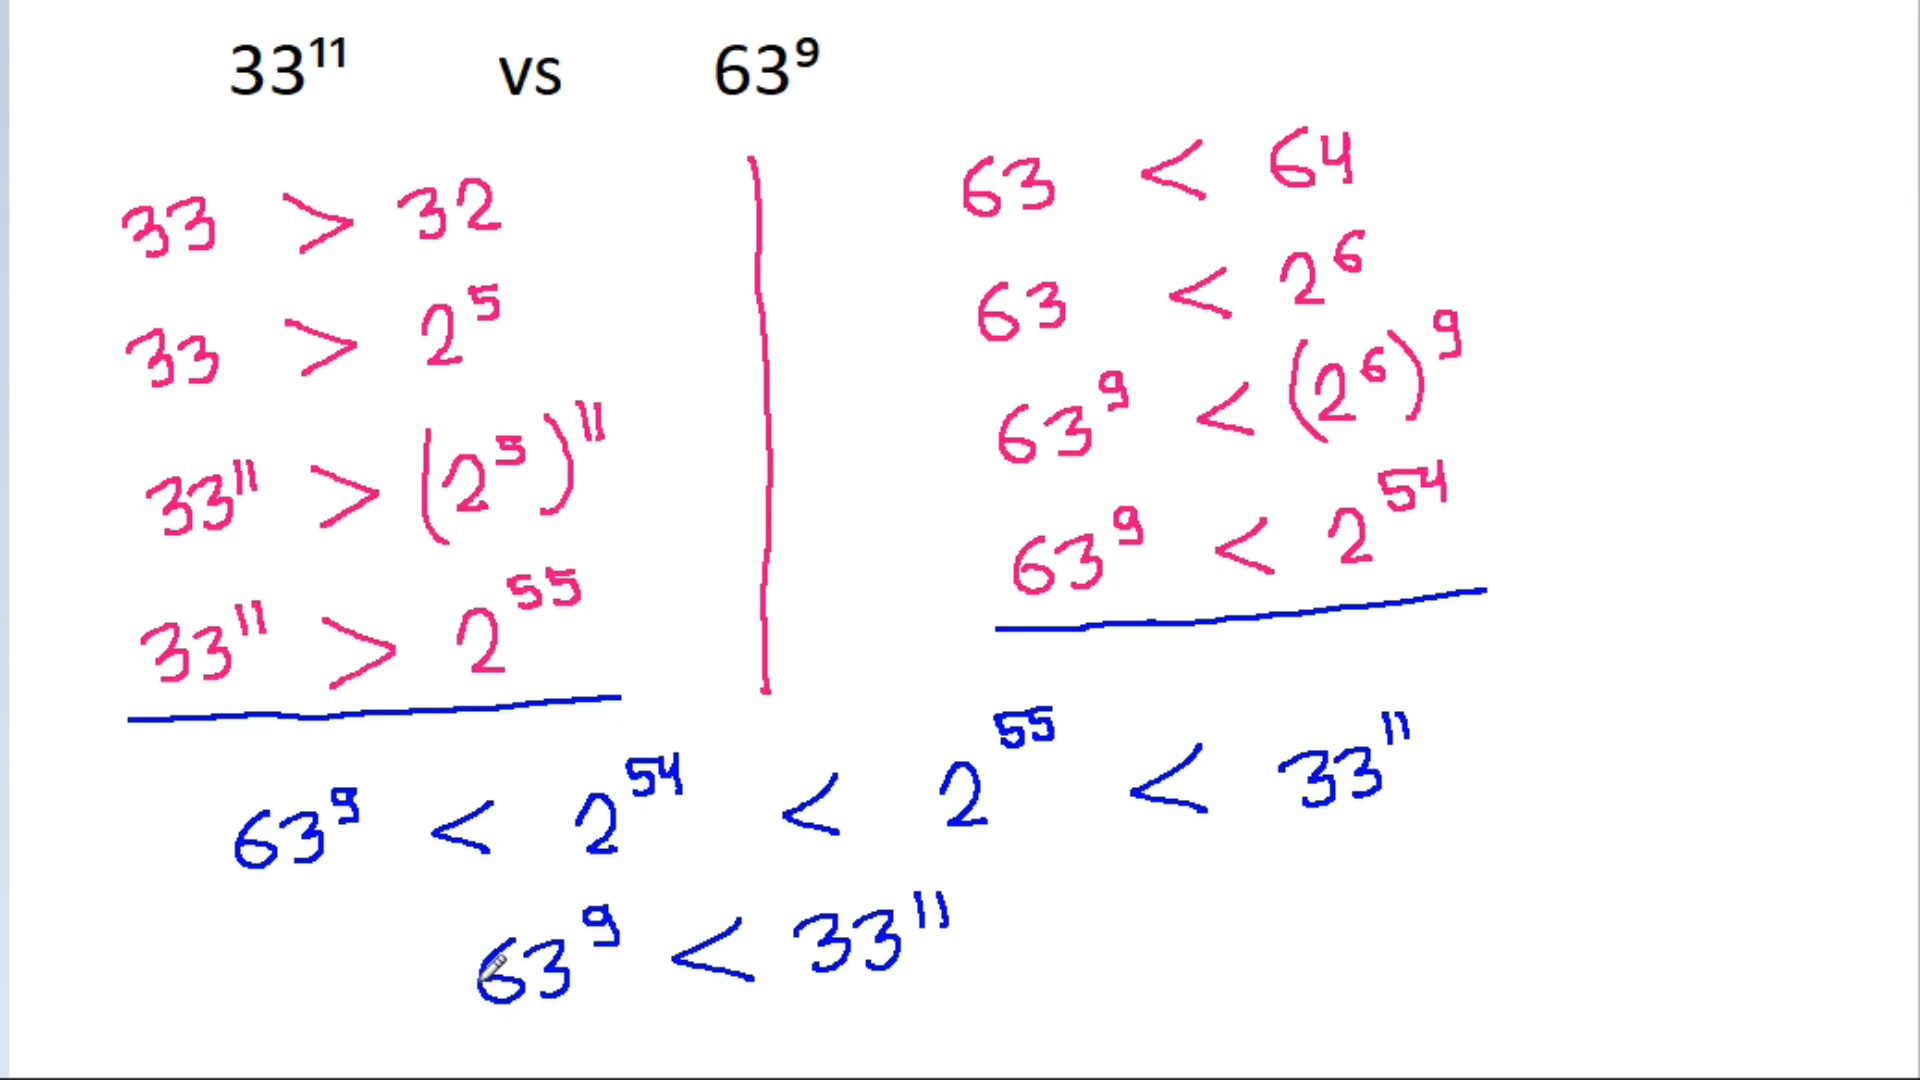 33¹¹ vs 63⁹
33 > 32
33 > 2⁵
33¹¹ > (2⁵)¹¹
33¹¹ > 2⁵⁵
63 < 64
63 < 2⁶
63⁹ < (2⁶)⁹
63⁹ < 2⁵⁴
63⁹ < 2⁵⁴ < 2⁵⁵ < 33¹¹
63⁹ < 33¹¹